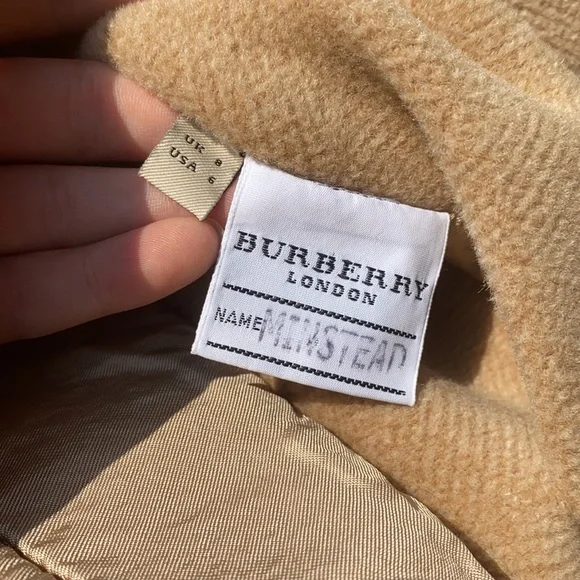 UK 8
USA 6
BURBERRY
LONDON
NAME MINSTEAD